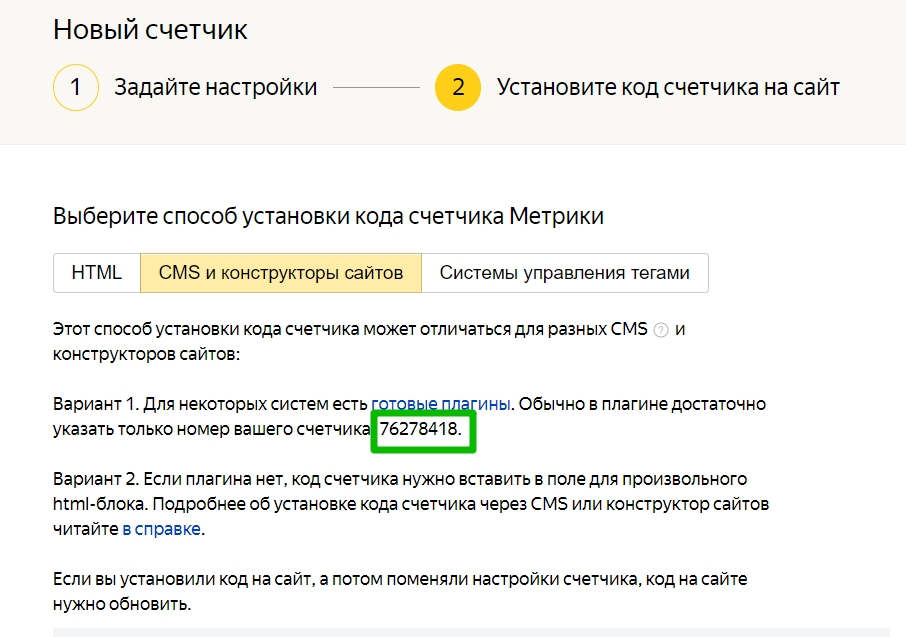 Новый счетчик
1 Задайте настройки 2 Установите код счетчика на сайт
Выберите способ установки кода счетчика Метрики
HTML CMS и конструкторы сайтов Системы управления тегами
Этот способ установки кода счетчика может отличаться для разных CMS ? и
конструкторов сайтов:
Вариант 1. Для некоторых систем есть готовые плагины. Обычно в плагине достаточно
указать только номер вашего счетчика 76278418.
Вариант 2. Если плагина нет, код счетчика нужно вставить в поле для произвольного
html-блока. Подробнее об установке кода счетчика через CMS или конструктор сайтов
читайте в справке.
Если вы установили код на сайт, а потом поменяли настройки счетчика, код на сайте
нужно обновить.